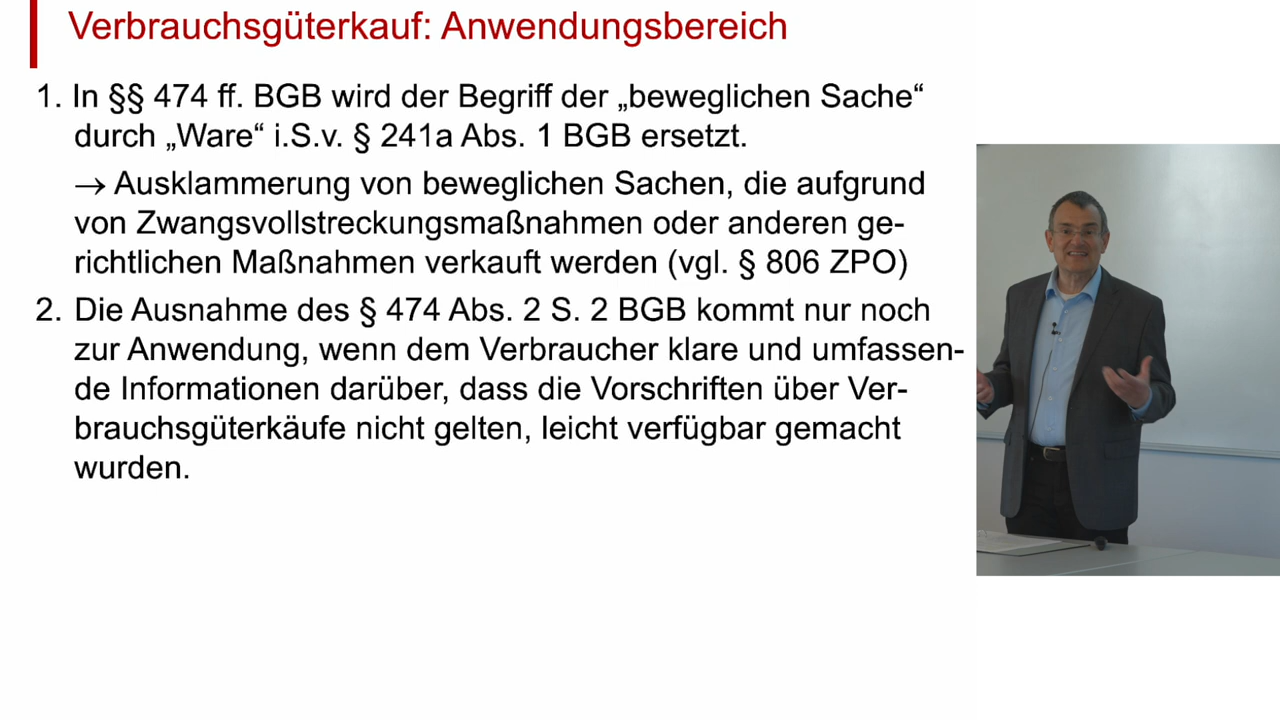 Verbrauchsgüterkauf: Anwendungsbereich
1. In §§ 474 ff. BGB wird der Begriff der „beweglichen Sache“
durch „Ware“ i.S.v. § 241a Abs. 1 BGB ersetzt.
→ Ausklammerung von beweglichen Sachen, die aufgrund
von Zwangsvollstreckungsmaßnahmen oder anderen ge-
richtlichen Maßnahmen verkauft werden (vgl. § 806 ZPO)
2. Die Ausnahme des § 474 Abs. 2 S. 2 BGB kommt nur noch
zur Anwendung, wenn dem Verbraucher klare und umfassen-
de Informationen darüber, dass die Vorschriften über Ver-
brauchsgüterkäufe nicht gelten, leicht verfügbar gemacht
wurden.